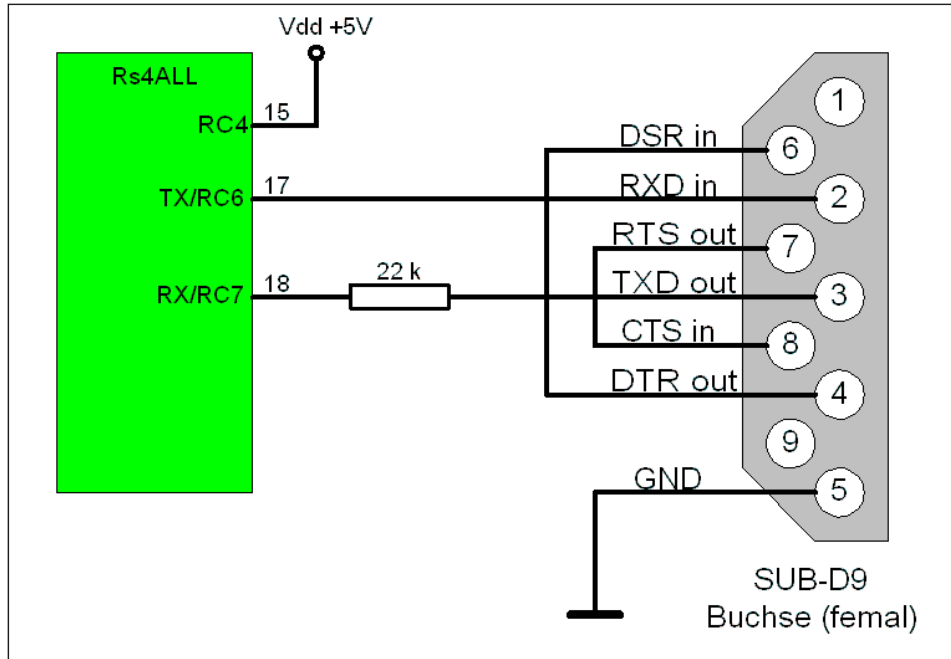 Vdd +5V
Rs4ALL
RC4
15
TX/RC6
17
RX/RC7
18
22 k
DSR in
RXD in
RTS out
TXD out
CTS in
DTR out
GND
1
6
2
7
3
8
4
9
5
SUB-D9
Buchse (femal)